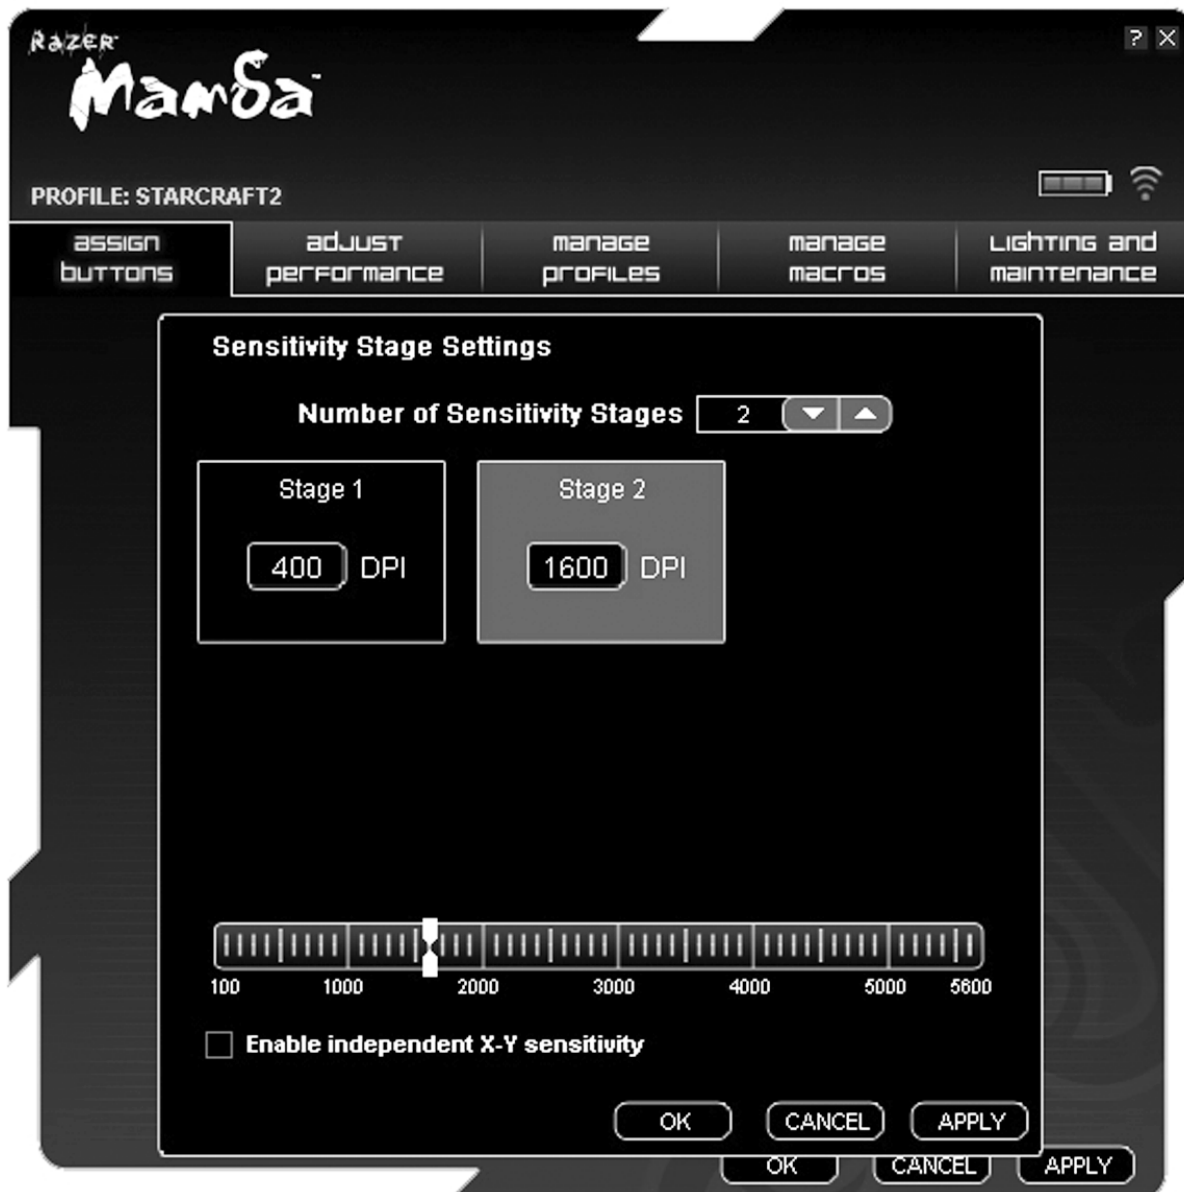 RAZER™
Mamba™
? X
PROFILE: STARCRAFT2
assign buttons
adjust performance
manage profiles
manage macros
Lighting and maintenance
Sensitivity Stage Settings
Number of Sensitivity Stages 2
Stage 1
400 DPI
Stage 2
1600 DPI
100 1000 2000 3000 4000 5000 5600
Enable independent X-Y sensitivity
OK CANCEL APPLY
OK CANCEL APPLY